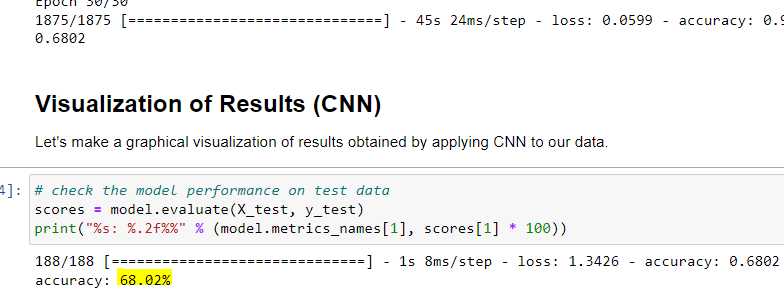 Epoch 30/30
1875/1875 [==============================] - 45s 24ms/step - loss: 0.0599 - accuracy: 0.9
0.6802
Visualization of Results (CNN)
Let's make a graphical visualization of results obtained by applying CNN to our data.
4]:
# check the model performance on test data
scores = model.evaluate(X_test, y_test)
print("%s: %.2f%%" % (model.metrics_names[1], scores[1] * 100))
188/188 [==============================] - 1s 8ms/step - loss: 1.3426 - accuracy: 0.6802
accuracy: 68.02%